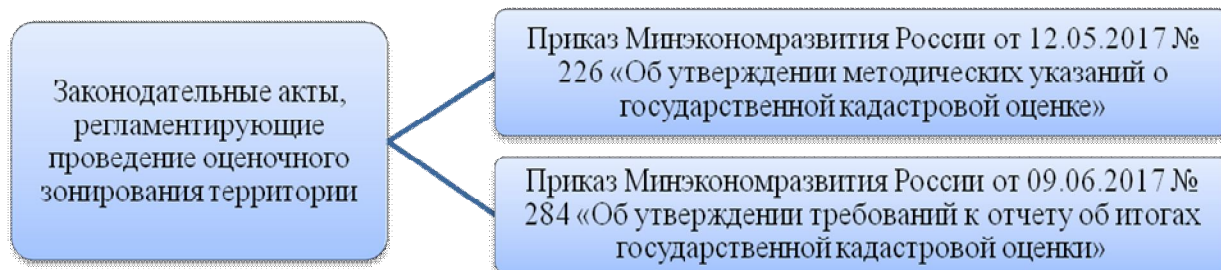 Законодательные акты,
регламентирующие
проведение оценочного
зонирования территории
Приказ Минэкономразвития России от 12.05.2017 №
226 «Об утверждении методических указаний о
государственной кадастровой оценке»
Приказ Минэкономразвития России от 09.06.2017 №
284 «Об утверждении требований к отчету об итогах
государственной кадастровой оценки»